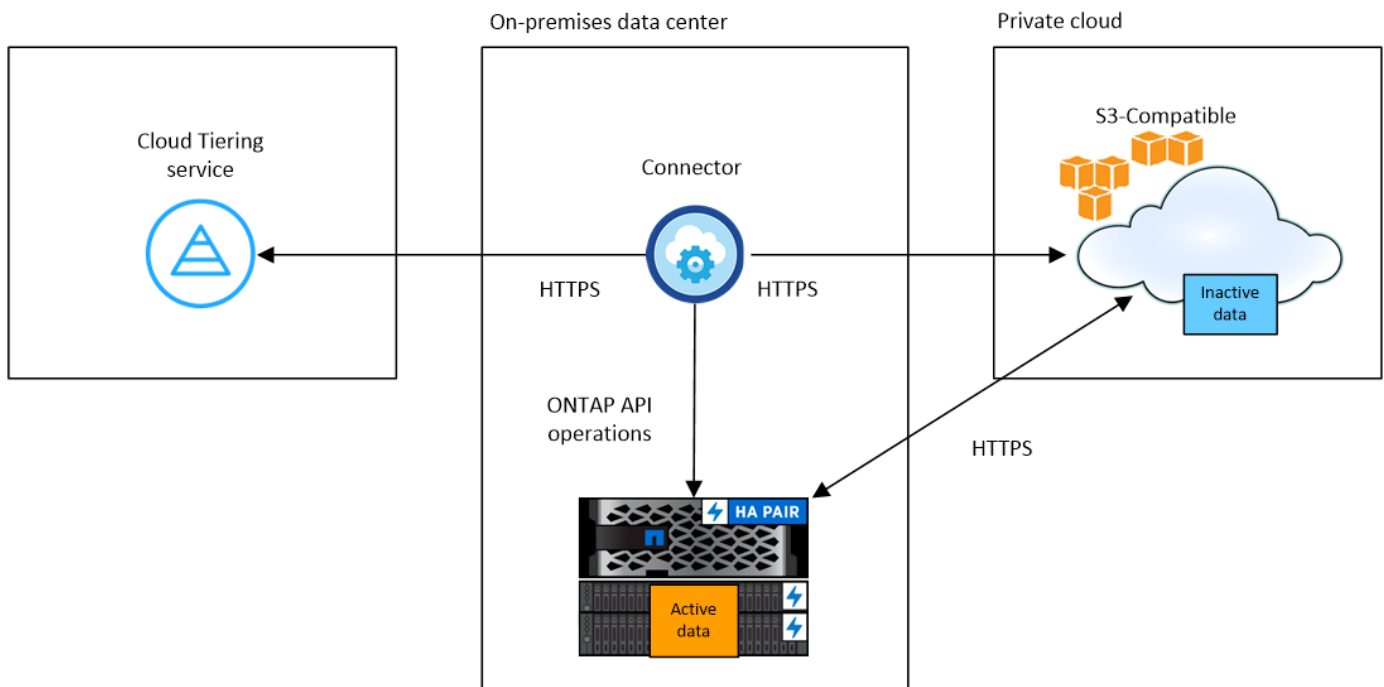 On-premises data center
Private cloud
Cloud Tiering
service
Connector
S3-Compatible
HTTPS
HTTPS
Inactive
data
ONTAP API
operations
HTTPS
HA PAIR
Active
data